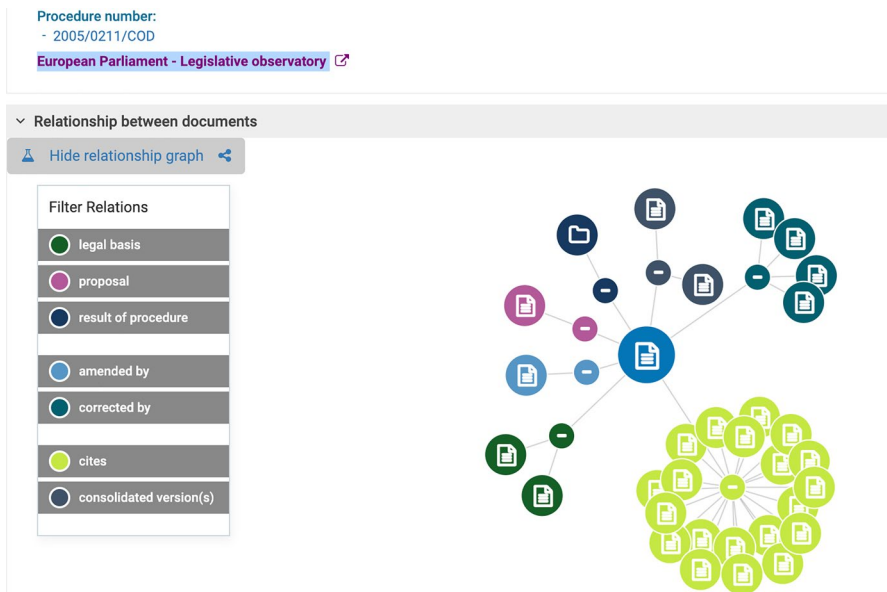 Procedure number:
- 2005/0211/COD
European Parliament - Legislative observatory
Relationship between documents
Hide relationship graph
Filter Relations
legal basis
proposal
result of procedure
amended by
corrected by
cites
consolidated version(s)